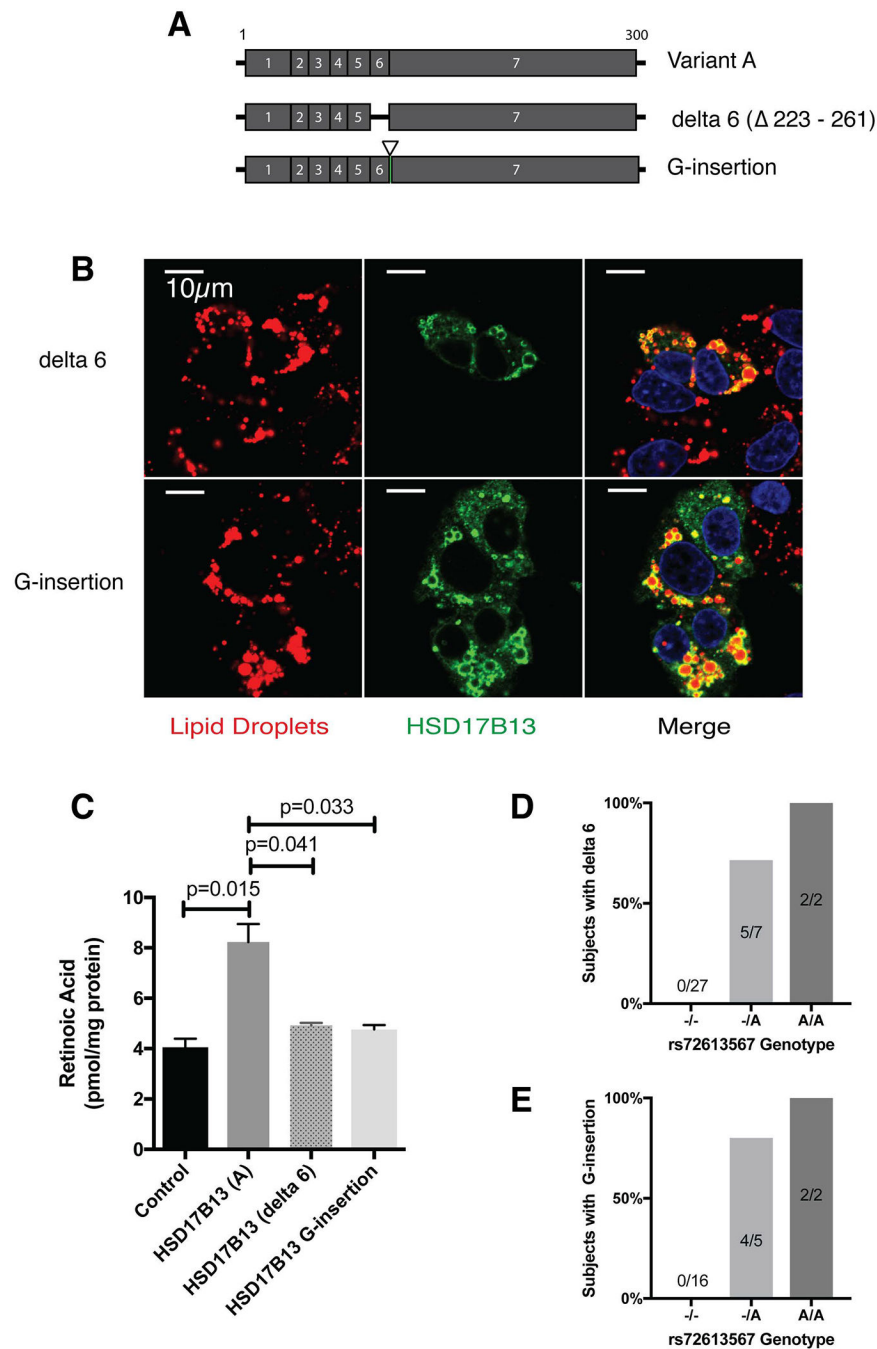 A
1 300
1 2 3 4 5 6 7 Variant A
1 2 3 4 5 7 delta 6 (Δ 223 - 261)
1 2 3 4 5 6 7 G-insertion
B
10µm
delta 6
G-insertion
Lipid Droplets HSD17B13 Merge
C
p=0.033
p=0.041
p=0.015
Retinoic Acid
(pmol/mg protein)
10
8
6
4
2
0
Control
HSD17B13 (A)
HSD17B13 (delta 6)
HSD17B13 G-insertion
D
Subjects with delta 6
100%
50%
0%
0/27
5/7
2/2
-/- -/A A/A
rs72613567 Genotype
E
Subjects with G-insertion
100%
50%
0%
0/16
4/5
2/2
-/- -/A A/A
rs72613567 Genotype